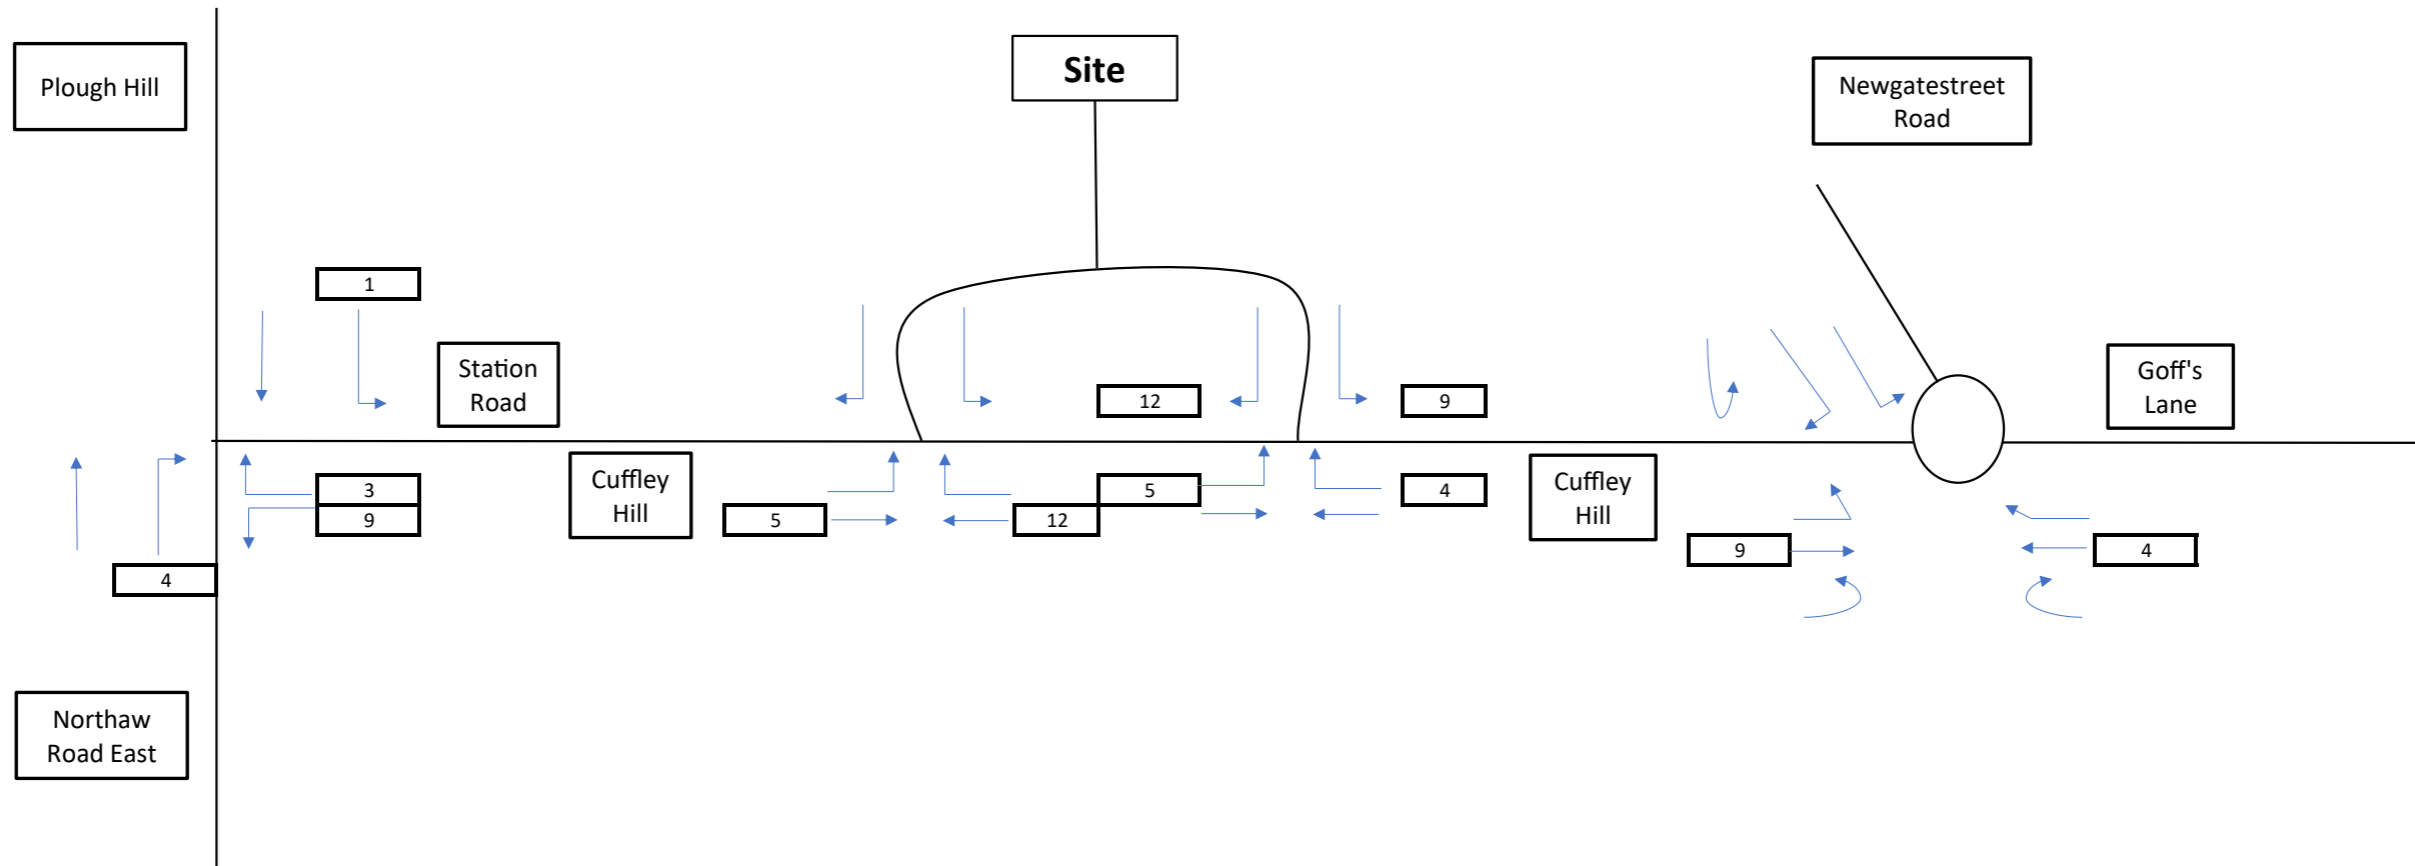 Site
Plough Hill
Newgatestreet
Road
1
Station
Road
Goff's
Lane
12
9
3
9
Cuffley
Hill
5
12
5
4
Cuffley
Hill
9
4
4
Northaw
Road East